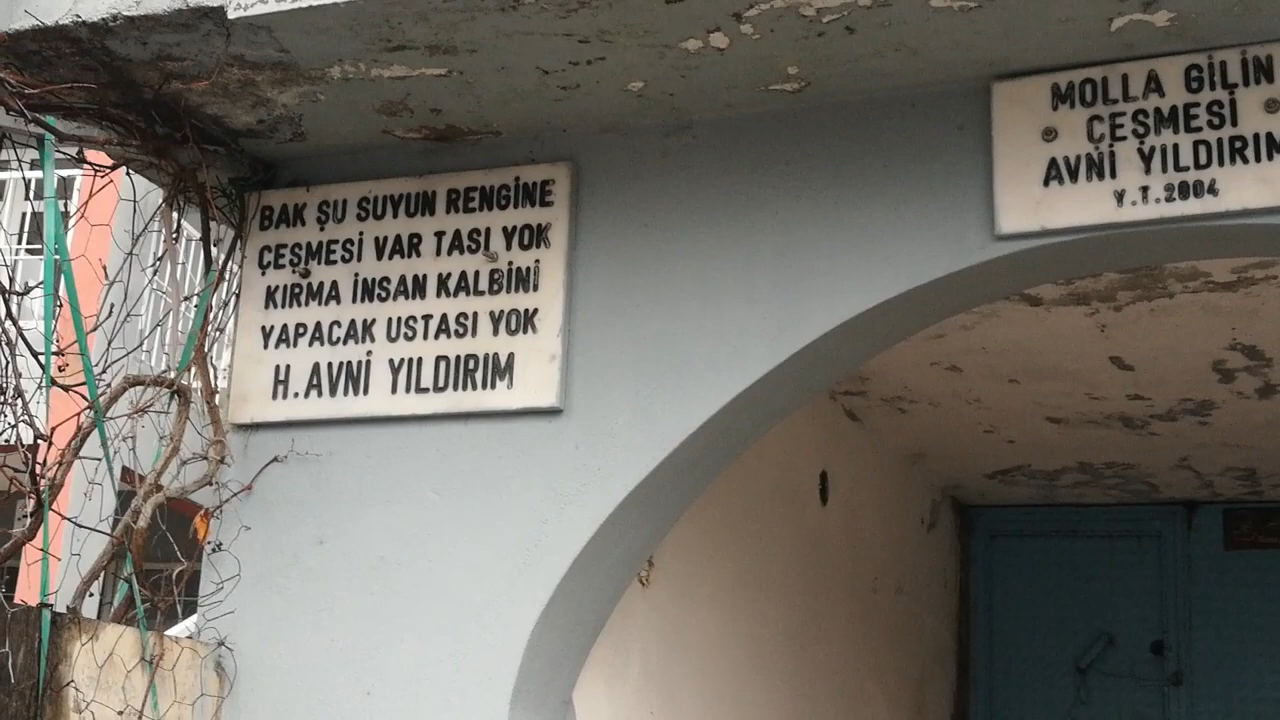 BAK ŞU SUYUN RENGİNE
ÇEŞMESİ VAR TASI YOK
KIRMA İNSAN KALBİNİ
YAPACAK USTASI YOK
H.AVNİ YILDIRIM
MOLLA GİLİN
ÇEŞMESİ
AVNİ YILDIRIM
Y.T.2004